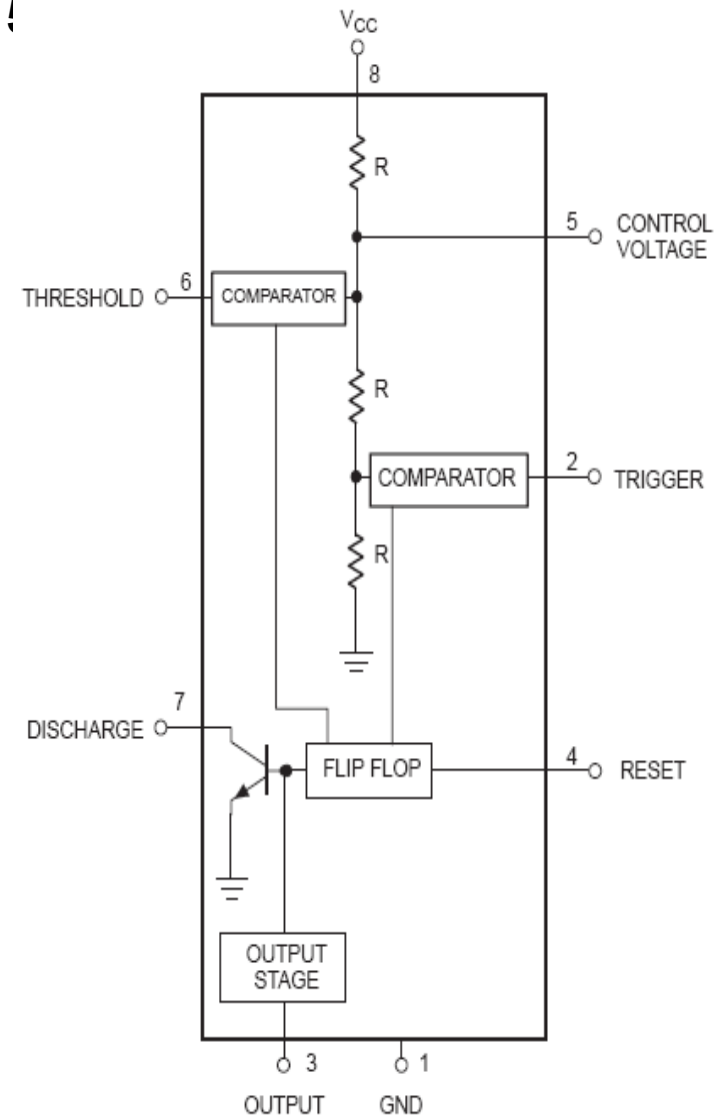 VCC
8
R
5 CONTROL
VOLTAGE
THRESHOLD 6 COMPARATOR
R
COMPARATOR 2 TRIGGER
R
7
DISCHARGE
FLIP FLOP 4 RESET
OUTPUT
STAGE
3 1
OUTPUT GND